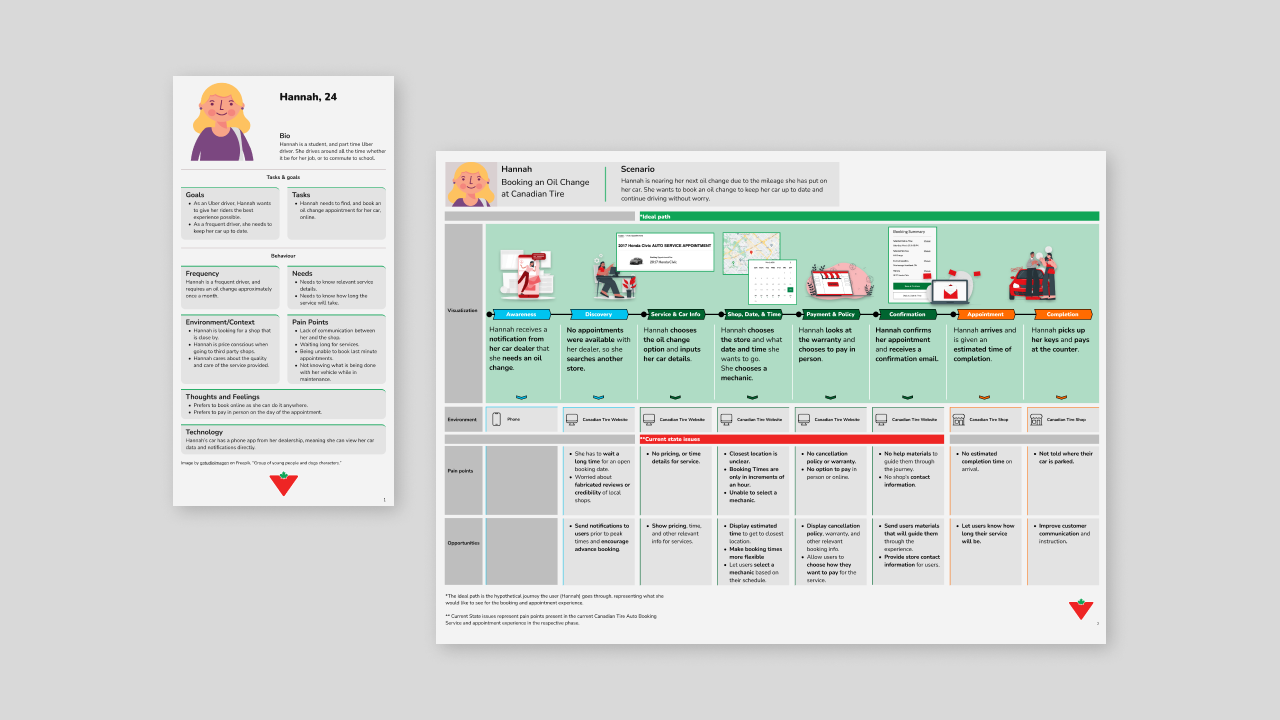 Hannah, 24
Bio
Hannah is a student, and part time Uber
driver. She drives around all the time whether
it be for her job, or to commute to school.
Tasks & goals
Goals
• As an Uber driver, Hannah wants
to give her riders the best
experience possible.
• As a frequent driver, she needs to
keep her car up to date.
Tasks
• Hannah needs to find, and book an
oil change appointment for her car,
online.
Behaviour
Frequency
Hannah is a frequent driver, and
requires an oil change approximately
once a month.
Needs
• Needs to know relevant service
details.
• Needs to know how long the
service will take.
Environment/Context
• Hannah is looking for a shop that
is close by.
• Hannah is price conscious when
going to third party shops.
• Hannah cares about the quality
and care of the service provided.
Pain Points
• Lack of communication between
her and the shop.
• Waiting long for services.
• Being unable to book last minute
appointments.
• Not knowing what is being done
with her vehicle while in
maintenance.
Thoughts and Feelings
• Prefers to book online as she can do it anywhere.
• Prefers to pay in person on the day of the appointment.
Technology
Hannah's car has a phone app from her dealership, meaning she can view her car
data and notifications directly.
Image by gstudioimagen on Freepik, "Group of young people and dogs characters."
1
Hannah
Booking an Oil Change
at Canadian Tire
Scenario
Hannah is nearing her next oil change due to the mileage she has put on
her car. She wants to book an oil change to keep her car up to date and
continue driving without worry.
*Ideal path
Visualization
2017 Honda Civic AUTO SERVICE APPOINTMENT
2017 Honda Civic
Booking Summary
Awareness
Discovery
Service & Car Info
Shop, Date, & Time
Payment & Policy
Confirmation
Appointment
Completion
Hannah receives a
notification from
her car dealer that
she needs an oil
change.
No appointments
were available with
her dealer, so she
searches another
store.
Hannah chooses
the oil change
option and inputs
her car details.
Hannah chooses
the store and what
date and time she
wants to go.
She chooses a
mechanic.
Hannah looks at
the warranty and
chooses to pay in
person.
Hannah confirms
her appointment
and receives a
confirmation email.
Hannah arrives and
is given an
estimated time of
completion.
Hannah picks up
her keys and pays
at the counter.
Environment
Phone
Canadian Tire Website
Canadian Tire Website
Canadian Tire Website
Canadian Tire Website
Canadian Tire Website
Canadian Tire Shop
Canadian Tire Shop
**Current state issues
Pain points
• She has to wait a
long time for an open
booking date.
• Worried about
fabricated reviews or
credibility of local
shops.
• No pricing, or time
details for service.
• Closest location is
unclear.
• Booking Times are
only in increments of
an hour.
• Unable to select a
mechanic.
• No cancellation
policy or warranty.
• No option to pay in
person or online.
• No help materials to
guide them through
the journey.
• No shop's contact
information.
• No estimated
completion time on
arrival.
• Not told where their
car is parked.
Opportunities
• Send notifications to
users prior to peak
times and encourage
advance booking.
• Show pricing, time,
and other relevant
info for services.
• Display estimated
time to get to closest
location.
• Make booking times
more flexible
• Let users select a
mechanic based on
their schedule.
• Display cancellation
policy, warranty, and
other relevant
booking info.
• Allow users to
choose how they
want to pay for the
service.
• Send users materials
that will guide them
through the
experience.
• Provide store contact
information for users.
• Let users know how
long their service
will be.
• Improve customer
communication and
instruction.
*The ideal path is the hypothetical journey the user (Hannah) goes through, representing what she
would like to see for the booking and appointment experience.
** Current State issues represent pain points present in the current Canadian Tire Auto Booking
Service and appointment experience in the respective phase.